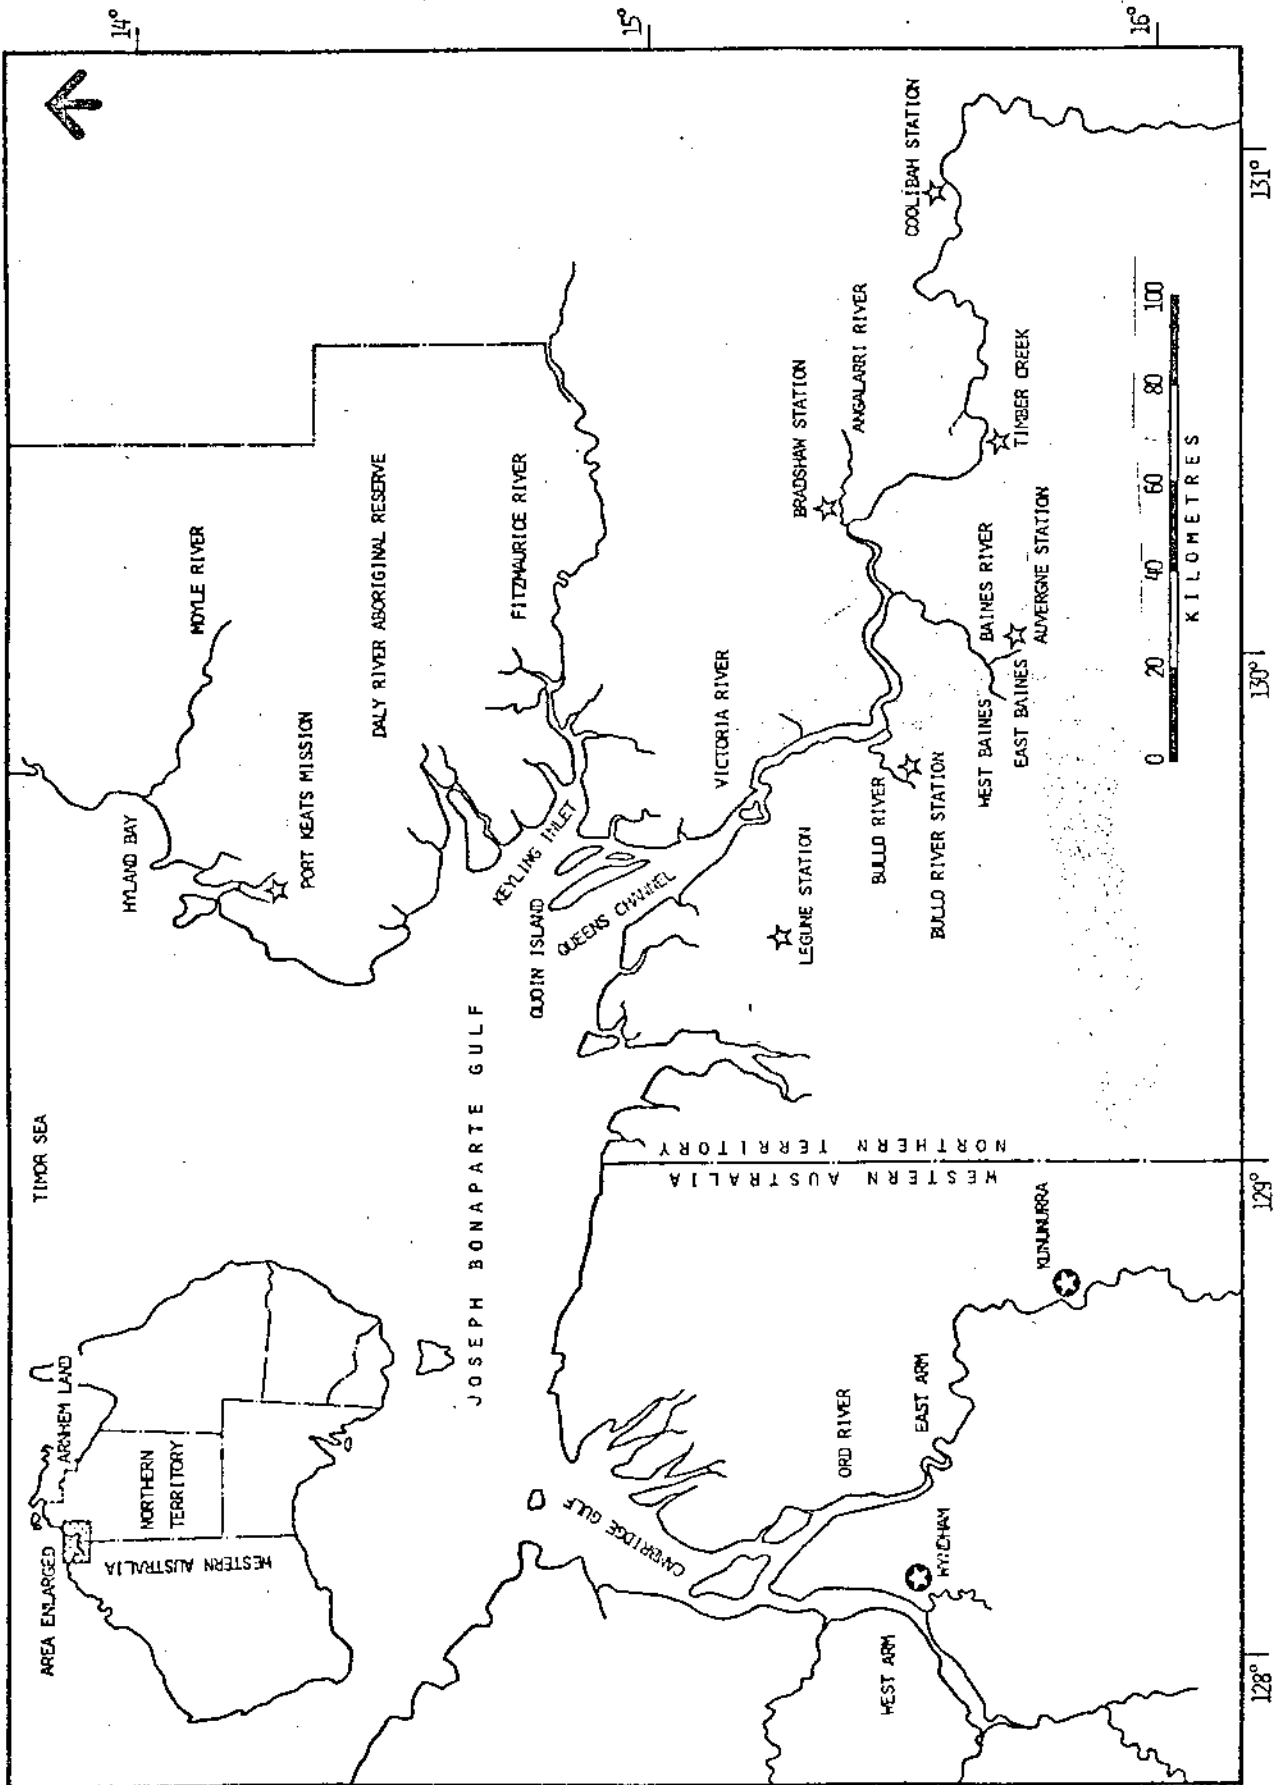 AREA ENLARGED
ARNHEM LAND
NORTHERN
TERRITORY
WESTERN AUSTRALIA
TIMOR SEA
JOSEPH BONAPARTE GULF
HYLAND BAY
PORT KEATS MISSION
MOYLE RIVER
DALY RIVER ABORIGINAL RESERVE
FITZMAURICE RIVER
KEYLING INLET
QUOIN ISLAND
QUEENS CHANNEL
VICTORIA RIVER
LEGUNE STATION
BULLO RIVER
BULLO RIVER STATION
BRADSHAW STATION
ANGALARRI RIVER
COOLIBAH STATION
TIMBER CREEK
WEST BAINES
BAINES RIVER
EAST BAINES
AUVERGNE STATION
CAMBRIDGE GULF
ORD RIVER
EAST ARM
WYNDHAM
WEST ARM
KUNUNURRA
WESTERN AUSTRALIA
NORTHERN TERRITORY
0 20 40 60 80 100
KILOMETRES
14°
15°
16°
128°
129°
130°
131°